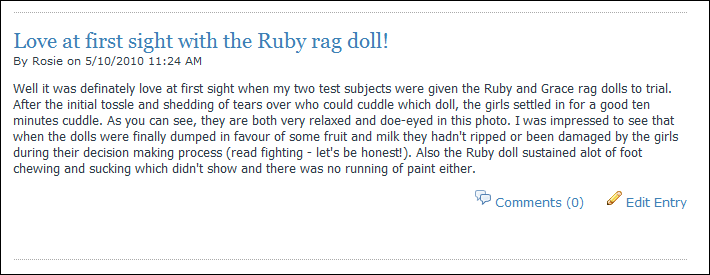 Love at first sight with the Ruby rag doll!
By Rosie on 5/10/2010 11:24 AM
Well it was definately love at first sight when my two test subjects were given the Ruby and Grace rag dolls to trial.
After the initial tossle and shedding of tears over who could cuddle which doll, the girls settled in for a good ten
minutes cuddle. As you can see, they are both very relaxed and doe-eyed in this photo. I was impressed to see that
when the dolls were finally dumped in favour of some fruit and milk they hadn't ripped or been damaged by the girls
during their decision making process (read fighting - let's be honest!). Also the Ruby doll sustained alot of foot
chewing and sucking which didn't show and there was no running of paint either.
Comments (0) Edit Entry